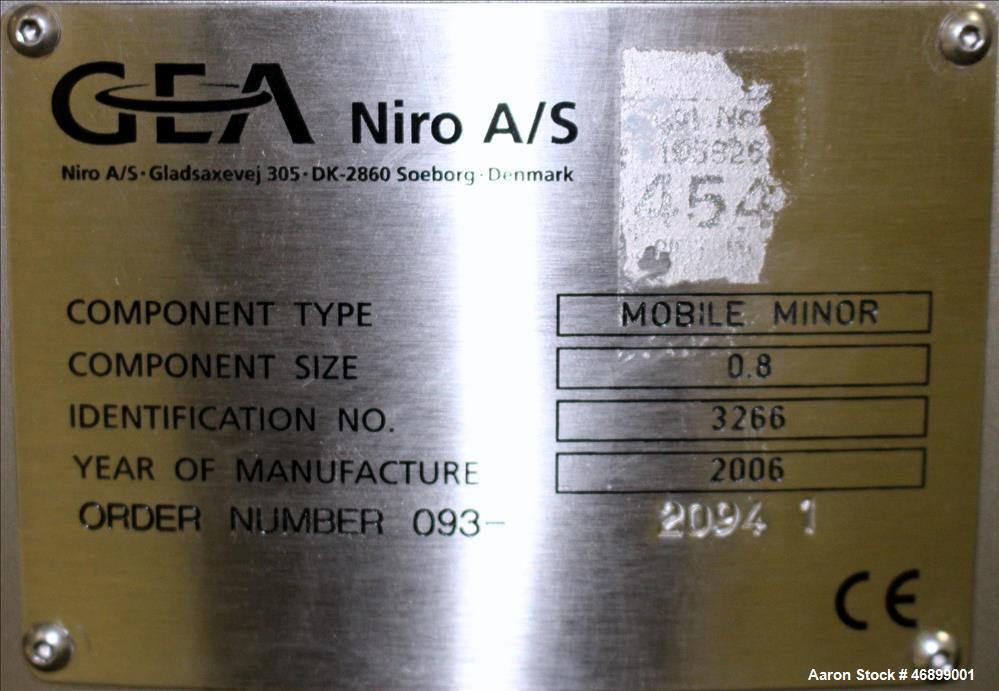 GEA Niro A/S
Niro A/S·Gladsaxevej 305·DK-2860 Soeborg·Denmark
454
COMPONENT TYPE MOBILE MINOR
COMPONENT SIZE 0.8
IDENTIFICATION NO. 3266
YEAR OF MANUFACTURE 2006
ORDER NUMBER 093- 2094 1
CE
Aaron Stock # 46899001